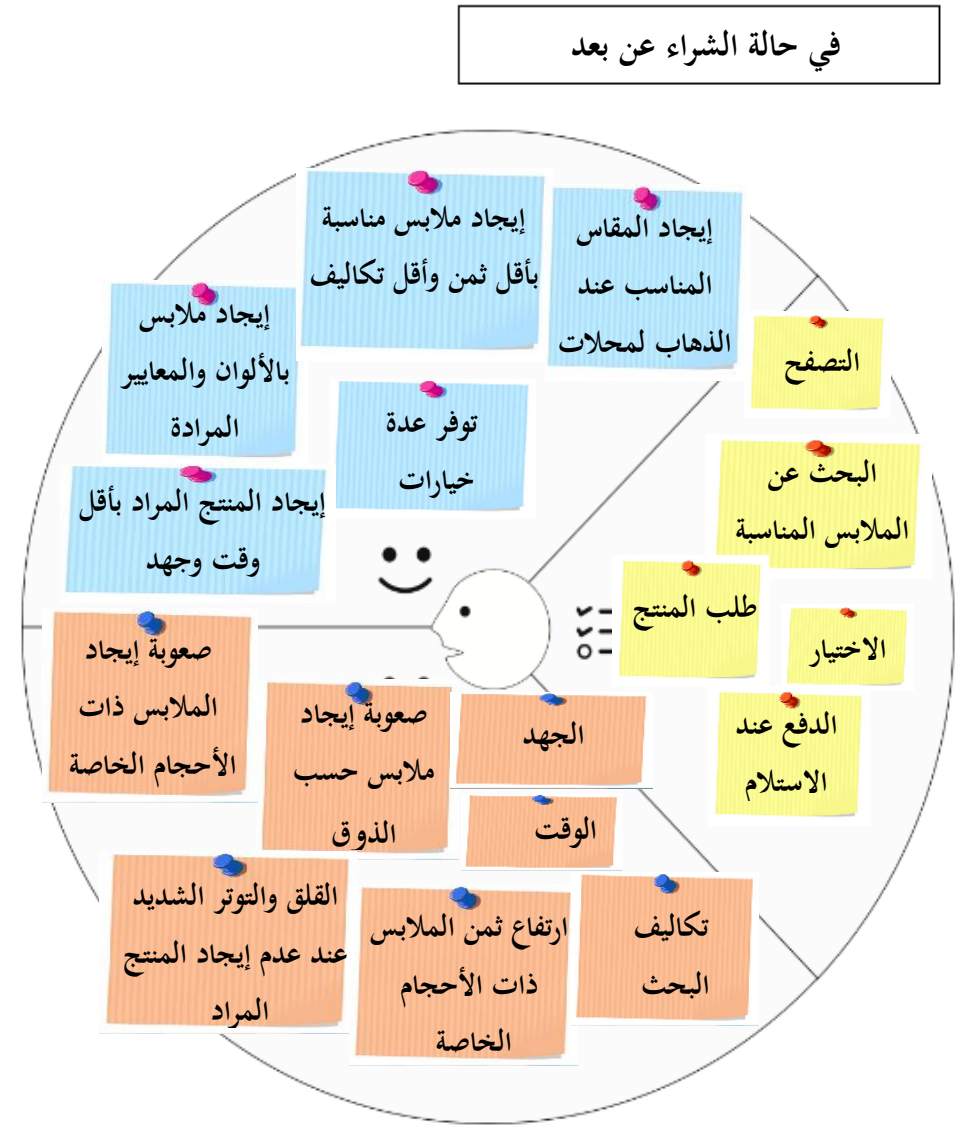 في حالة الشراء عن بعد
إيجاد المقاس
المناسب عند
الذهاب لمحلات
إيجاد ملابس مناسبة
بأقل ثمن وأقل تكاليف
إيجاد ملابس
بالألوان والمعايير
المرادة
توفر عدة
خيارات
إيجاد المنتج المراد بأقل
وقت وجهد
التصفح
البحث عن
الملابس المناسبة
طلب المنتج
الاختيار
الدفع عند
الاستلام
صعوبة إيجاد
الملابس ذات
الأحجام الخاصة
صعوبة إيجاد
ملابس حسب
الذوق
الجهد
الوقت
القلق والتوتر الشديد
عند عدم إيجاد المنتج
المراد
ارتفاع ثمن الملابس
ذات الأحجام
الخاصة
تكاليف
البحث